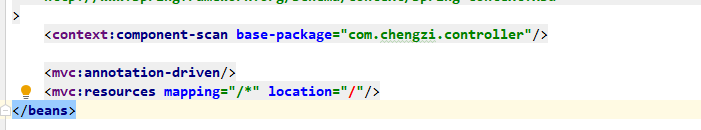 >
<context:component-scan base-package="com.chengzi.controller"/>
<mvc:annotation-driven/>
<mvc:resources mapping="/*" location="/"/>
</beans>